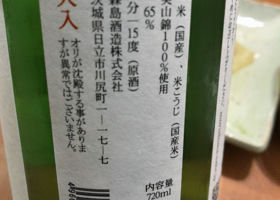 米(国産)、米こうじ(国産米)
美山錦100%使用
65%
分 15度(原酒)
森島酒造株式会社
茨城県日立市川尻町一-一七-七
入
オリが沈殿する事がありま
すが異常ではございません。
内容量
720ml